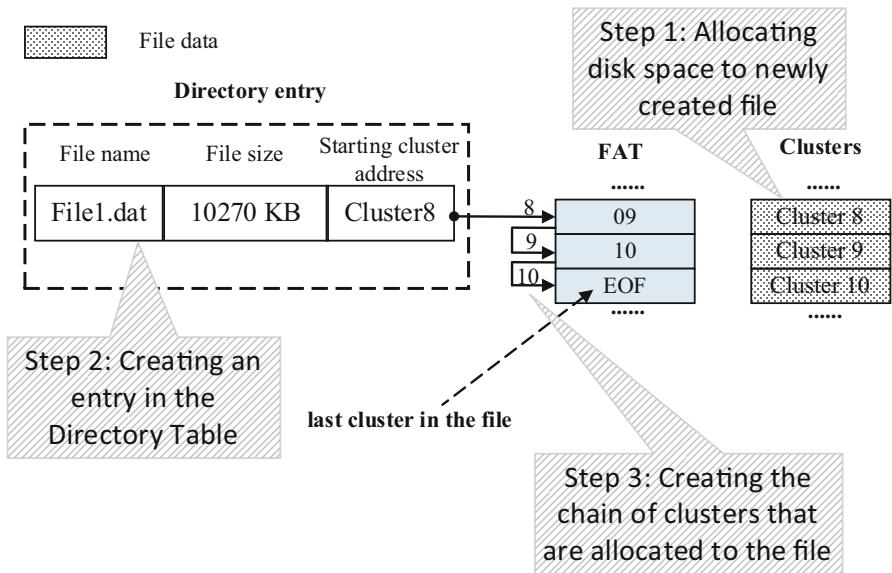 File data
Step 1: Allocating
disk space to newly
created file
Directory entry
File name
File size
Starting cluster
address
FAT
Clusters
......
......
File1.dat
10270 KB
Cluster8
8
09
Cluster 8
9
10
Cluster 9
10
EOF
Cluster 10
......
......
Step 2: Creating an
entry in the
Directory Table
last cluster in the file
Step 3: Creating the
chain of clusters that
are allocated to the file